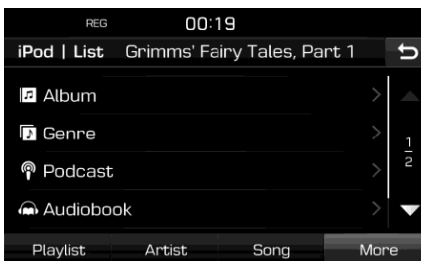 REG 00:19
iPod | List Grimms' Fairy Tales, Part 1
Album
Genre
1
2
Podcast
Audiobook
Playlist Artist Song More